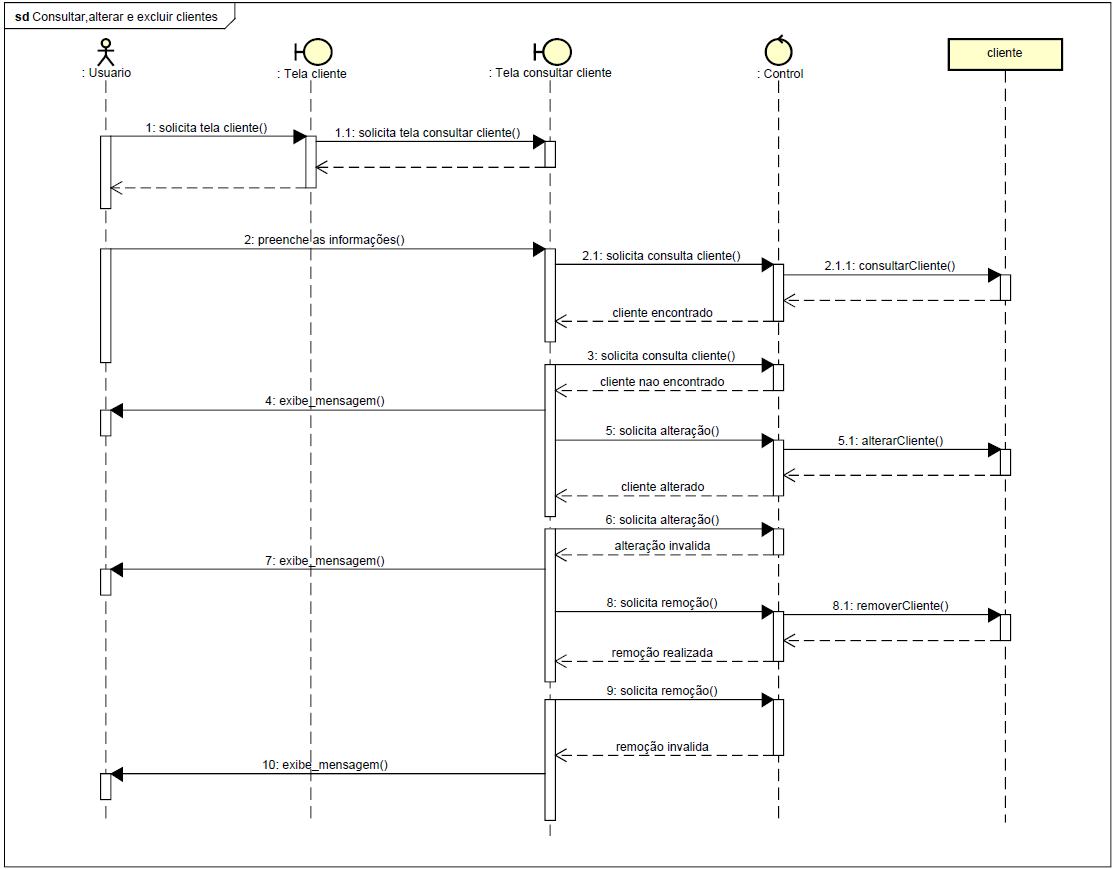 sd Consultar,alterar e excluir clientes
: Usuario
: Tela cliente
: Tela consultar cliente
: Control
cliente
1: solicita tela cliente()
1.1: solicita tela consultar cliente()
2: preenche as informações()
2.1: solicita consulta cliente()
2.1.1: consultarCliente()
cliente encontrado
3: solicita consulta cliente()
cliente nao encontrado
4: exibe_mensagem()
5: solicita alteração()
5.1: alterarCliente()
cliente alterado
6: solicita alteração()
alteração invalida
7: exibe_mensagem()
8: solicita remoção()
8.1: removerCliente()
remoção realizada
9: solicita remoção()
remoção invalida
10: exibe_mensagem()